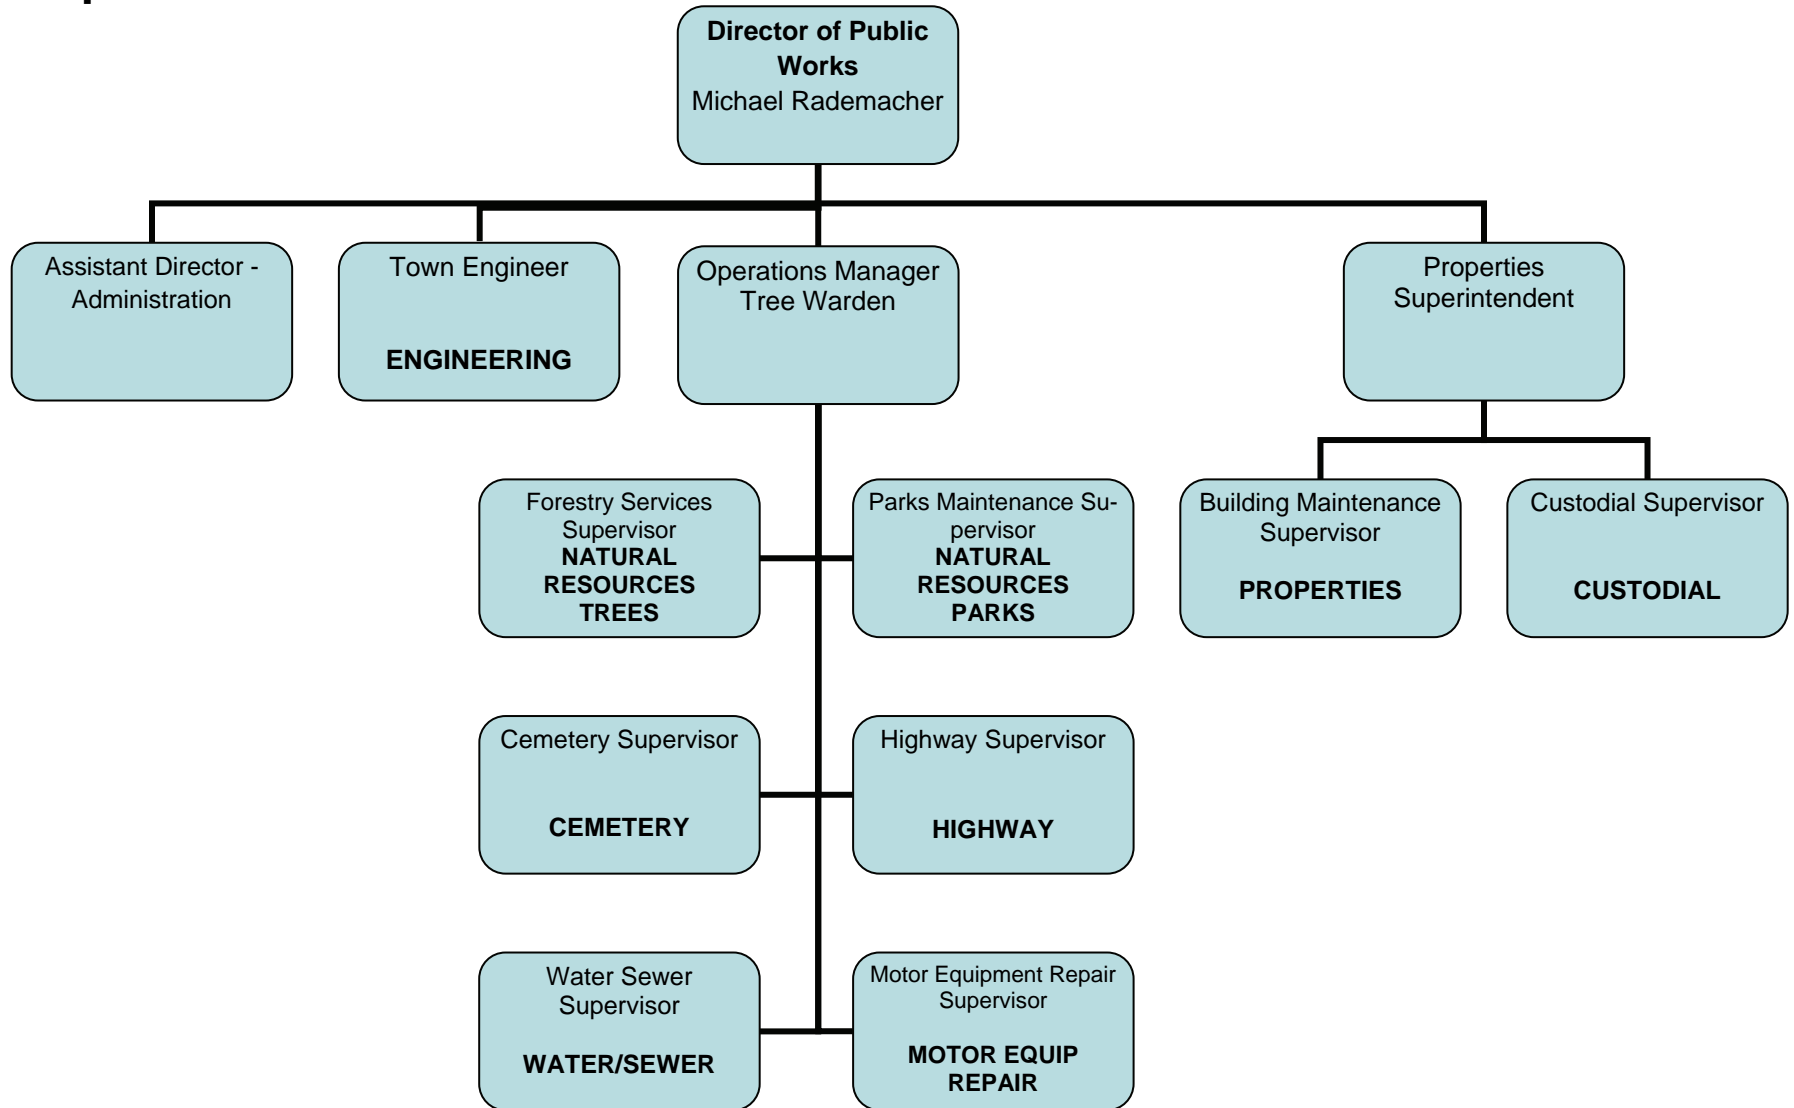 Director of Public
Works
Michael Rademacher
Assistant Director -
Administration
Town Engineer
ENGINEERING
Operations Manager
Tree Warden
Properties
Superintendent
Forestry Services
Supervisor
NATURAL
RESOURCES
TREES
Parks Maintenance Su-
pervisor
NATURAL
RESOURCES
PARKS
Building Maintenance
Supervisor
PROPERTIES
Custodial Supervisor
CUSTODIAL
Cemetery Supervisor
CEMETERY
Highway Supervisor
HIGHWAY
Water Sewer
Supervisor
WATER/SEWER
Motor Equipment Repair
Supervisor
MOTOR EQUIP
REPAIR